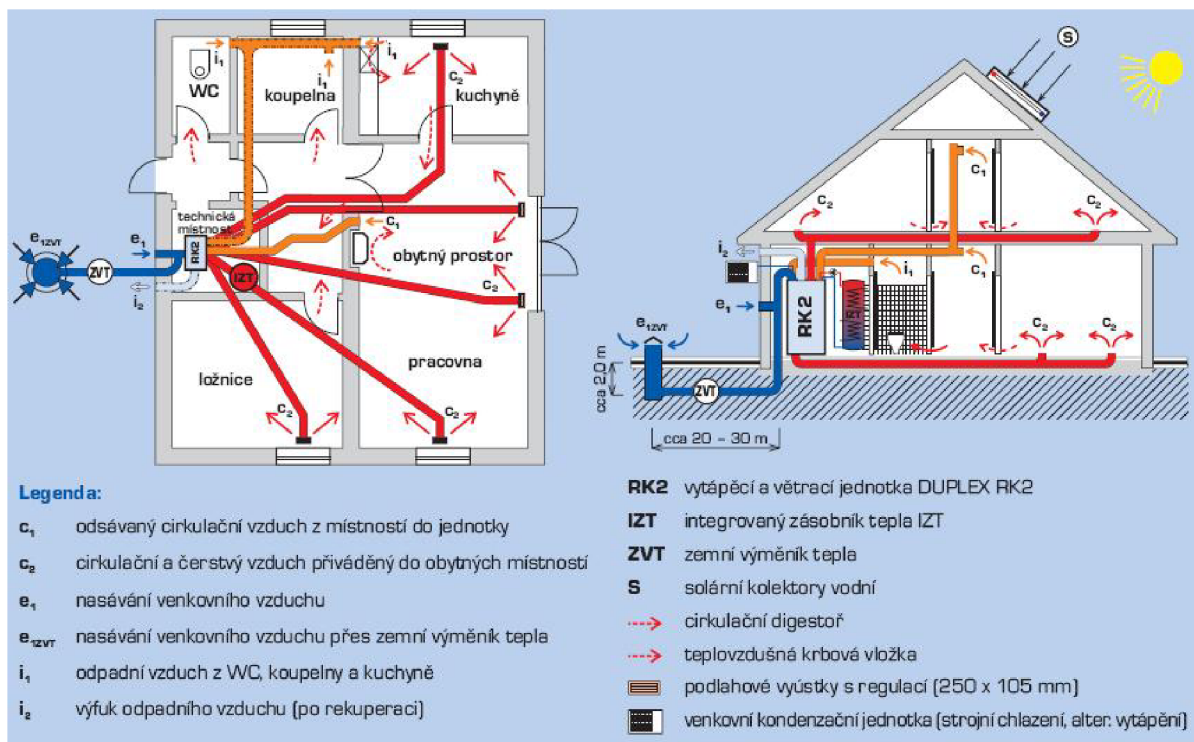 WC
i₁
koupelna
i₁
i₁
kuchyně
c₂
technická
místnost
RK2
e₁ZVT
ZVT
e₁
i₂
IZT
c₁
c₂
obytný prostor
c₂
pracovna
ložnice
c₂
c₂
S
c₁
c₂
c₂
i₂
i₁
c₁
e₁
RK2
c₂
c₂
e₁ZVT
ZVT
cca 2,0 m
cca 20 – 30 m
Legenda:
c₁ odsávaný cirkulační vzduch z místností do jednotky
c₂ cirkulační a čerstvý vzduch přiváděný do obytných místností
e₁ nasávání venkovního vzduchu
e₁ZVT nasávání venkovního vzduchu přes zemní výměník tepla
i₁ odpadní vzduch z WC, koupelny a kuchyně
i₂ výfuk odpadního vzduchu (po rekuperaci)
RK2 vytápěcí a větrací jednotka DUPLEX RK2
IZT integrovaný zásobník tepla IZT
ZVT zemní výměník tepla
S solární kolektory vodní
cirkulační digestoř
teplovzdušná krbová vložka
podlahové vyústky s regulací (250 x 105 mm)
venkovní kondenzační jednotka (strojní chlazení, alter. vytápění)